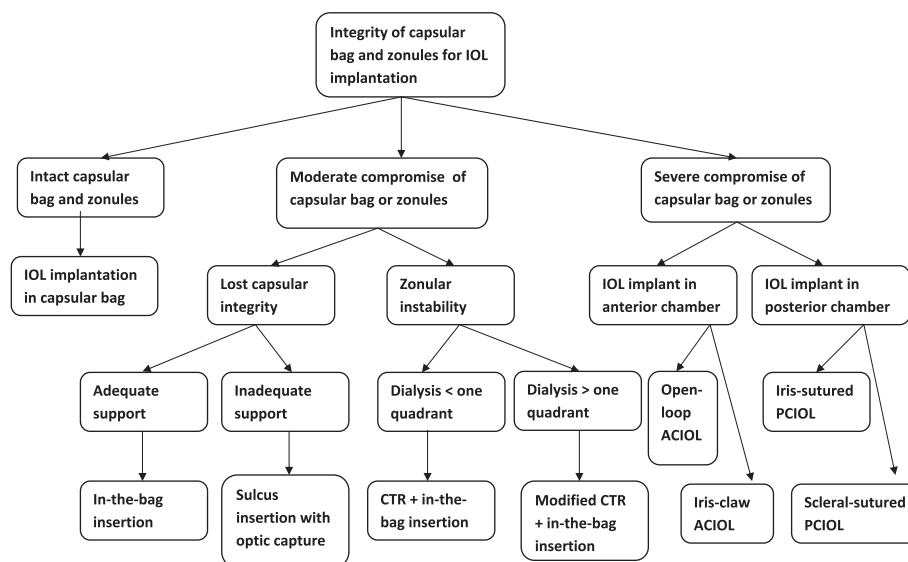 Integrity of capsular
bag and zonules for IOL
implantation
Intact capsular
bag and zonules
Moderate compromise of
capsular bag or zonules
Severe compromise of
capsular bag or zonules
IOL implantation
in capsular bag
Lost capsular
integrity
Zonular
instability
IOL implant in
anterior chamber
IOL implant in
posterior chamber
Adequate
support
Inadequate
support
Dialysis < one
quadrant
Dialysis > one
quadrant
Open-
loop
ACIOL
Iris-sutured
PCIOL
In-the-bag
insertion
Sulcus
insertion with
optic capture
CTR + in-the-
bag insertion
Modified CTR
+ in-the-bag
insertion
Iris-claw
ACIOL
Scleral-sutured
PCIOL